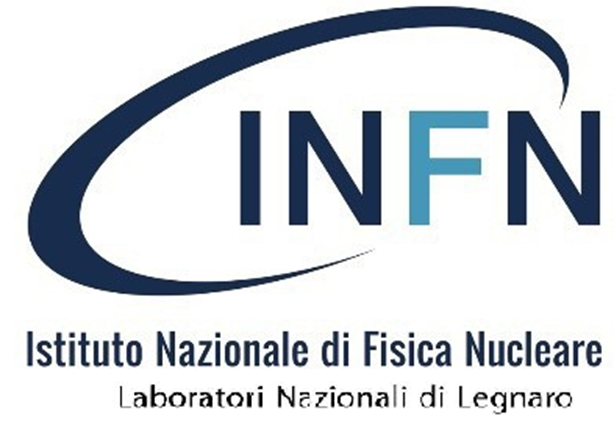 INFN
Istituto Nazionale di Fisica Nucleare
Laboratori Nazionali di Legnaro